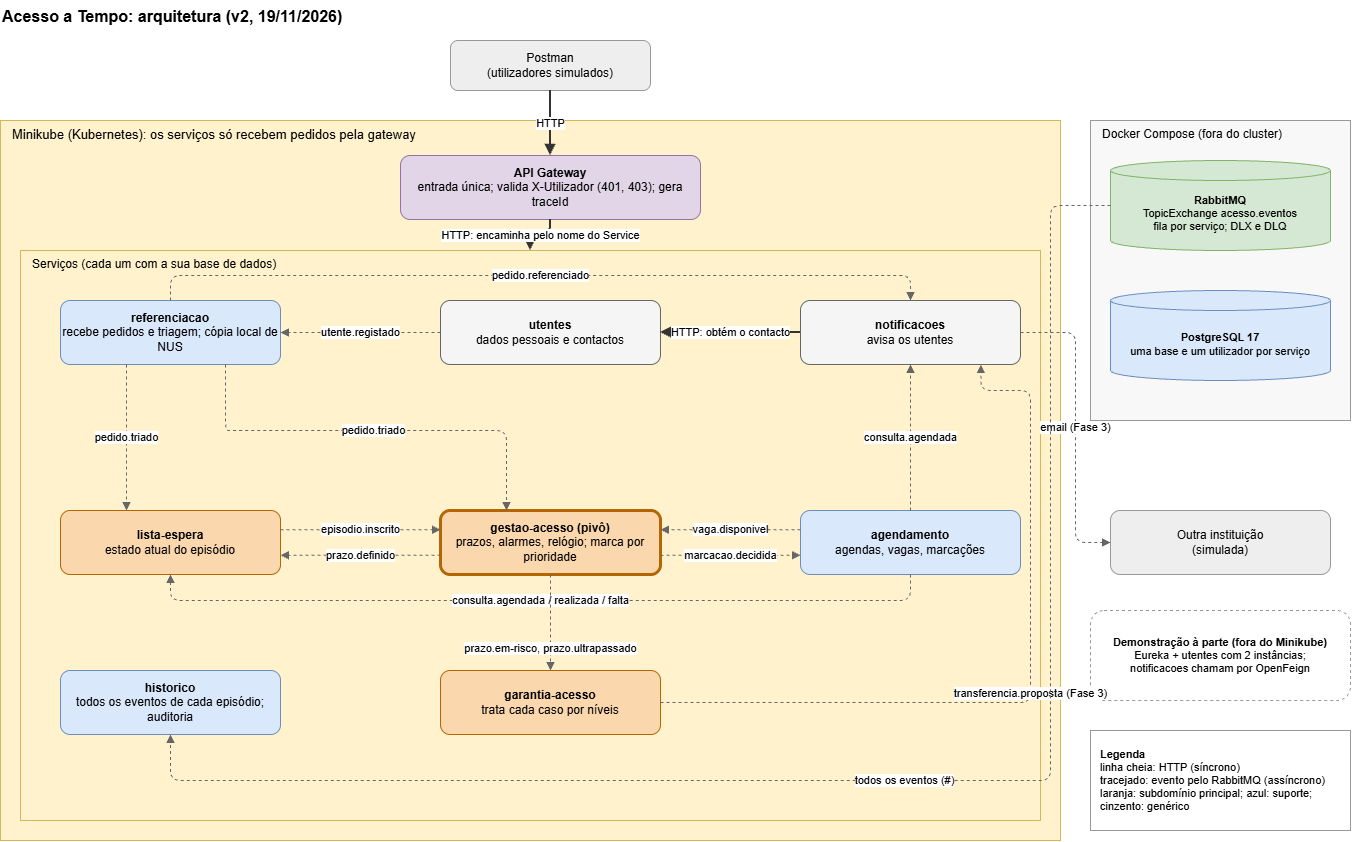 Acesso a Tempo: arquitetura (v2, 19/11/2026)
Postman
(utilizadores simulados)
HTTP
Minikube (Kubernetes): os serviços só recebem pedidos pela gateway
API Gateway
entrada única; valida X-Utilizador (401, 403); gera
traceId
HTTP: encaminha pelo nome do Service
Docker Compose (fora do cluster)
RabbitMQ
TopicExchange acesso.eventos
fila por serviço; DLX e DLQ
PostgreSQL 17
uma base e um utilizador por serviço
Serviços (cada um com a sua base de dados)
pedido.referenciado
referenciacao
recebe pedidos e triagem; cópia local de
NUS
utente.registado
utentes
dados pessoais e contactos
HTTP: obtém o contacto
notificacoes
avisa os utentes
pedido.triado
pedido.triado
consulta.agendada
email (Fase 3)
lista-espera
estado atual do episódio
episodio.inscrito
prazo.definido
gestao-acesso (pivô)
prazos, alarmes, relógio; marca por
prioridade
vaga.disponivel
marcacao.decidida
agendamento
agendas, vagas, marcações
Outra instituição
(simulada)
consulta.agendada / realizada / falta
prazo.em-risco, prazo.ultrapassado
Demonstração à parte (fora do Minikube)
Eureka + utentes com 2 instâncias;
notificacoes chamam por OpenFeign
historico
todos os eventos de cada episódio;
auditoria
garantia-acesso
trata cada caso por níveis
transferencia.proposta (Fase 3)
todos os eventos (#)
Legenda
linha cheia: HTTP (síncrono)
tracejado: evento pelo RabbitMQ (assíncrono)
laranja: subdomínio principal; azul: suporte;
cinzento: genérico